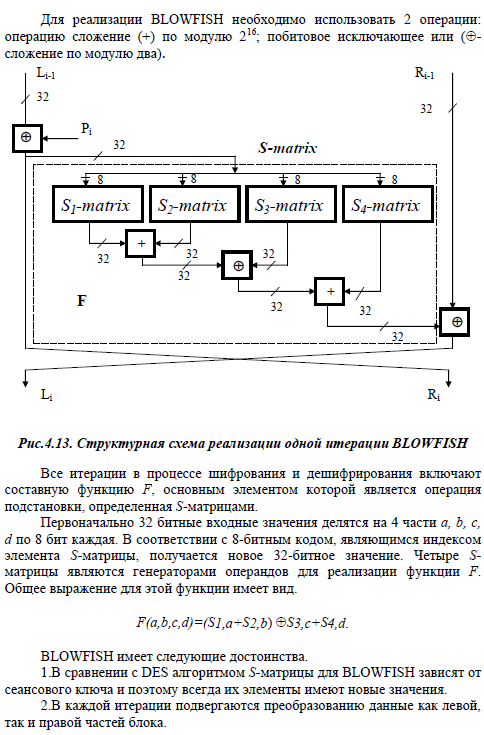 Для реализации BLOWFISH необходимо использовать 2 операции:
операцию сложение (+) по модулю 2^16; побитовое исключающее или (⊕-
сложение по модулю два).
L_i-1 R_i-1
32 32
⊕ P_i
32
S-matrix
8 8 8 8
S_1-matrix S_2-matrix S_3-matrix S_4-matrix
32 + 32 32 32
32 ⊕
32 +
F
32 ⊕
L_i R_i
Рис.4.13. Структурная схема реализации одной итерации BLOWFISH
Все итерации в процессе шифрования и дешифрирования включают
составную функцию F, основным элементом которой является операция
подстановки, определенная S-матрицами.
Первоначально 32 битные входные значения делятся на 4 части a, b, c,
d по 8 бит каждая. В соответствии с 8-битным кодом, являющимся индексом
элемента S-матрицы, получается новое 32-битное значение. Четыре S-
матрицы являются генераторами операндов для реализации функции F.
Общее выражение для этой функции имеет вид.
F(a,b,c,d)=(S1,a+S2,b) ⊕S3,c+S4,d.
BLOWFISH имеет следующие достоинства.
1.В сравнении с DES алгоритмом S-матрицы для BLOWFISH зависят от
сеансового ключа и поэтому всегда их элементы имеют новые значения.
2.В каждой итерации подвергаются преобразованию данные как левой,
так и правой частей блока.